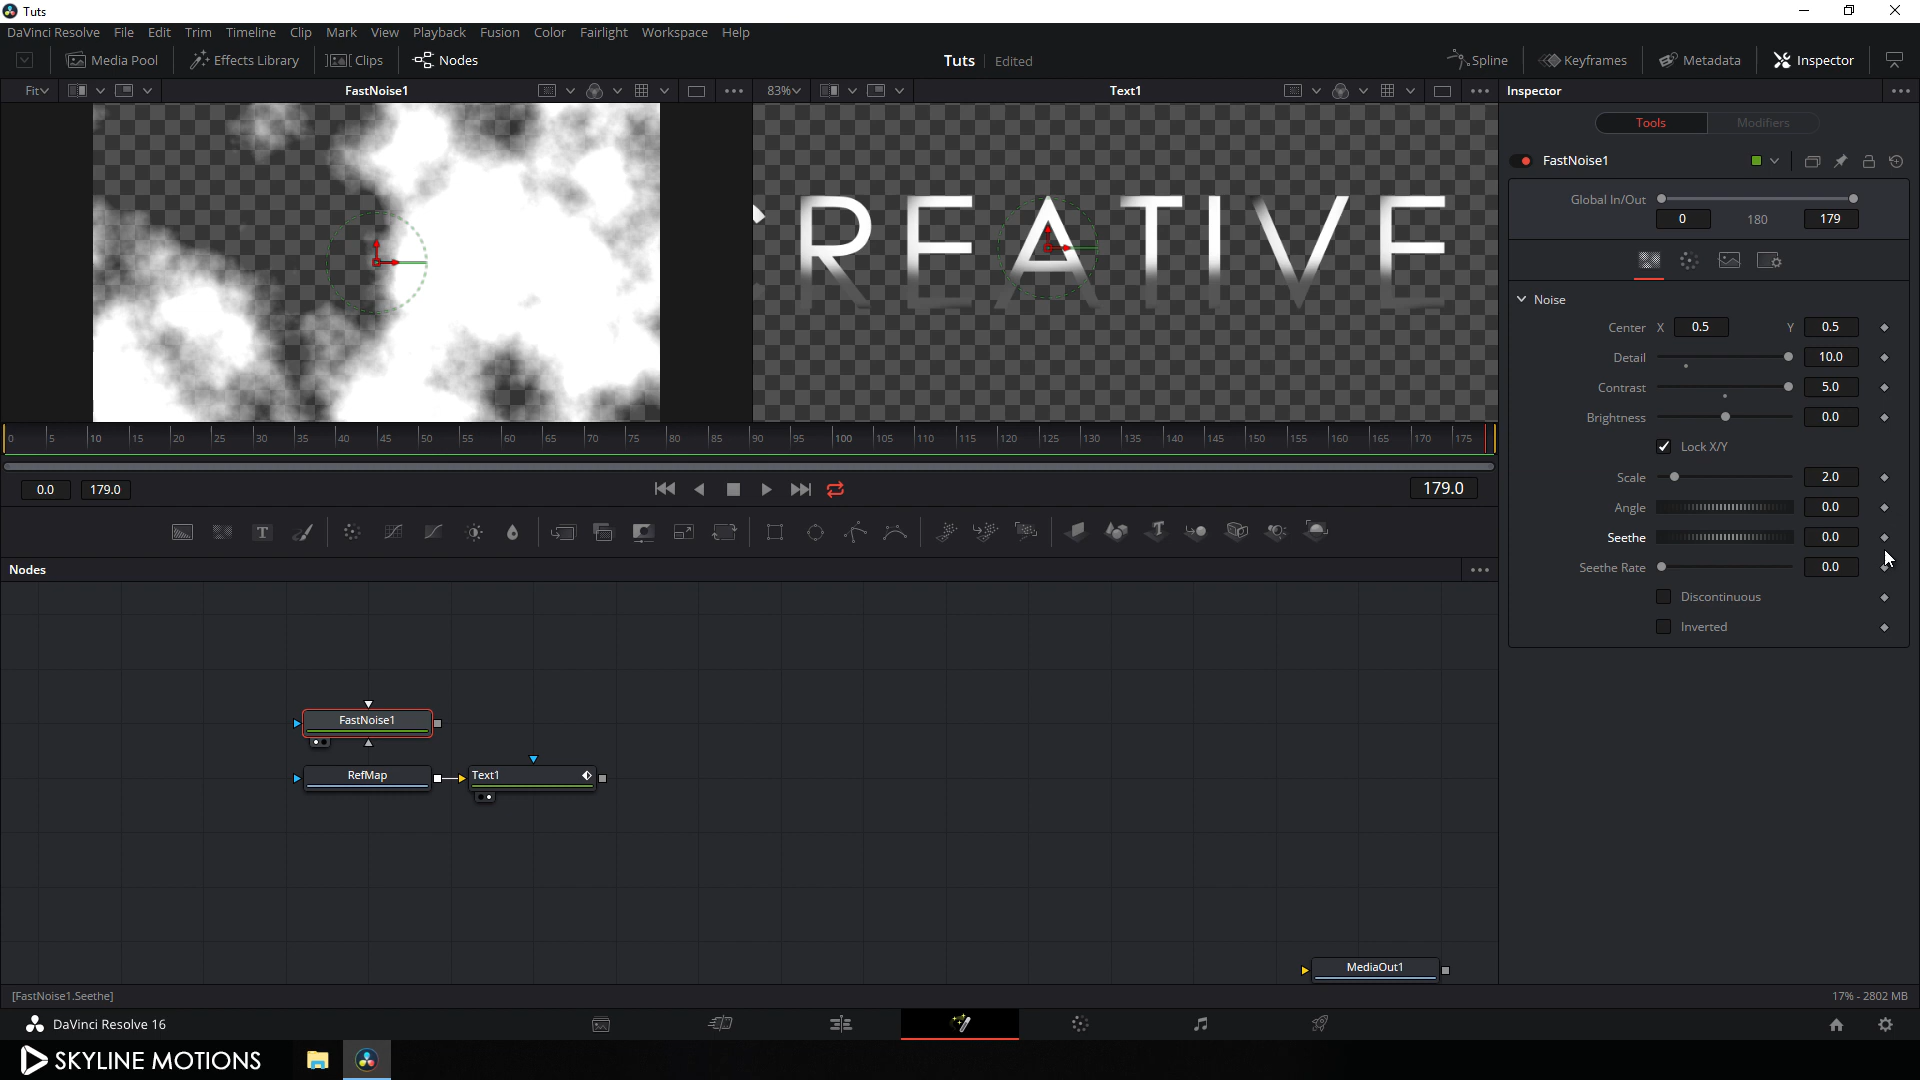 Tuts
DaVinci Resolve File Edit Trim Timeline Clip Mark View Playback Fusion Color Fairlight Workspace Help
Media Pool Effects Library Clips Nodes Tuts Edited Spline Keyframes Metadata Inspector
Fit FastNoise1 83% Text1 Inspector
Tools Modifiers
FastNoise1
Global In/Out
0 180 179
CREATIVE
Noise
Center X 0.5 Y 0.5
Detail 10.0
Contrast 5.0
Brightness 0.0
Lock X/Y
Scale 2.0
Angle 0.0
Seethe 0.0
Seethe Rate 0.0
Discontinuous
Inverted
0 5 10 15 20 25 30 35 40 45 50 55 60 65 70 75 80 85 90 95 100 105 110 115 120 125 130 135 140 145 150 155 160 165 170 175
0.0 179.0 179.0
T
Nodes
FastNoise1
RefMap Text1
MediaOut1
[FastNoise1.Seethe] 17% - 2802 MB
DaVinci Resolve 16
SKYLINE MOTIONS